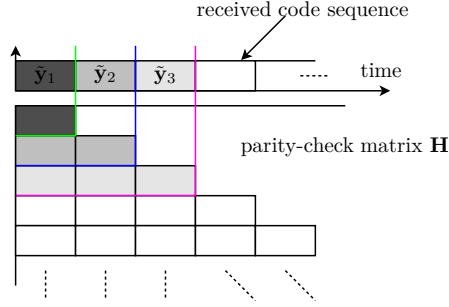 received code sequence
ỹ₁ ỹ₂ ỹ₃ time
parity-check matrix H